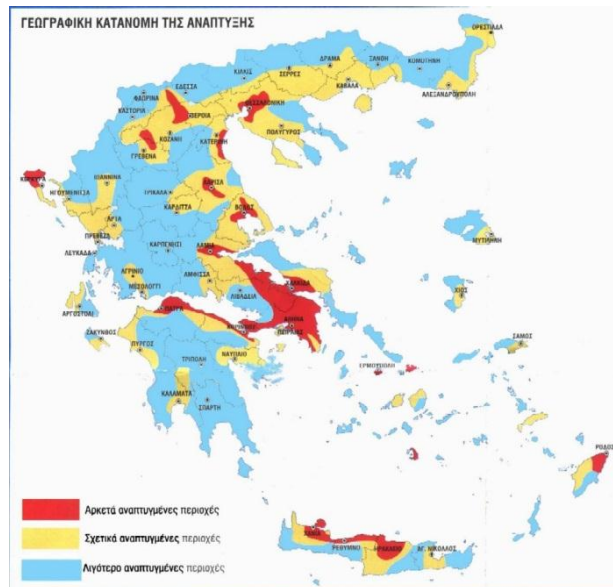 ΓΕΩΓΡΑΦΙΚΗ ΚΑΤΑΝΟΜΗ ΤΗΣ ΑΝΑΠΤΥΞΗΣ
ΟΡΕΣΤΙΑΔΑ
ΔΡΑΜΑ
ΞΑΝΘΗ
ΚΟΜΟΤΗΝΗ
ΚΙΛΚΙΣ
ΣΕΡΡΕΣ
ΕΔΕΣΣΑ
ΚΑΒΑΛΑ
ΑΛΕΞΑΝΔΡΟΥΠΟΛΗ
ΦΛΩΡΙΝΑ
ΘΕΣΣΑΛΟΝΙΚΗ
ΚΑΣΤΟΡΙΑ
ΒΕΡΟΙΑ
ΚΟΖΑΝΗ
ΚΑΤΕΡΙΝΗ
ΠΟΛΥΓΥΡΟΣ
ΓΡΕΒΕΝΑ
ΚΕΡΚΥΡΑ
ΙΩΑΝΝΙΝΑ
ΗΓΟΥΜΕΝΙΤΣΑ
ΤΡΙΚΑΛΑ
ΛΑΡΙΣΑ
ΚΑΡΔΙΤΣΑ
ΒΟΛΟΣ
ΑΡΤΑ
ΠΡΕΒΕΖΑ
ΜΥΤΙΛΗΝΗ
ΛΕΥΚΑΔΑ
ΚΑΡΠΕΝΗΣΙ
ΛΑΜΙΑ
ΑΓΡΙΝΙΟ
ΑΜΦΙΣΣΑ
ΧΑΛΚΙΔΑ
ΜΕΣΟΛΟΓΓΙ
ΛΙΒΑΔΕΙΑ
ΧΙΟΣ
ΑΡΓΟΣΤΟΛΙ
ΠΑΤΡΑ
ΑΘΗΝΑ
ΚΟΡΙΝΘΟΣ
ΠΕΙΡΑΙΑΣ
ΖΑΚΥΝΘΟΣ
ΠΥΡΓΟΣ
ΣΑΜΟΣ
ΝΑΥΠΛΙΟ
ΤΡΙΠΟΛΗ
ΕΡΜΟΥΠΟΛΗ
ΚΑΛΑΜΑΤΑ
ΣΠΑΡΤΗ
ΡΟΔΟΣ
Αρκετά αναπτυγμένες περιοχές
Σχετικά αναπτυγμένες περιοχές
Λιγότερο αναπτυγμένες περιοχές
ΧΑΝΙΑ
ΡΕΘΥΜΝΟ
ΗΡΑΚΛΕΙΟ
ΑΓ. ΝΙΚΟΛΑΟΣ